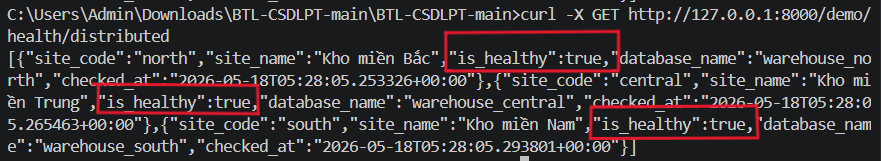 C:\Users\Admin\Downloads\BTL-CSDLPT-main\BTL-CSDLPT-main>curl -X GET http://127.0.0.1:8000/demo/
health/distributed
[{"site_code":"north","site_name":"Kho miền Bắc","is_healthy":true,"database_name":"warehouse_no
rth","checked_at":"2026-05-18T05:28:05.253326+00:00"},{"site_code":"central","site_name":"Kho mi
ền Trung","is_healthy":true,"database_name":"warehouse_central","checked_at":"2026-05-18T05:28:0
5.265463+00:00"},{"site_code":"south","site_name":"Kho miền Nam","is_healthy":true,"database_nam
e":"warehouse_south","checked_at":"2026-05-18T05:28:05.293801+00:00"}]